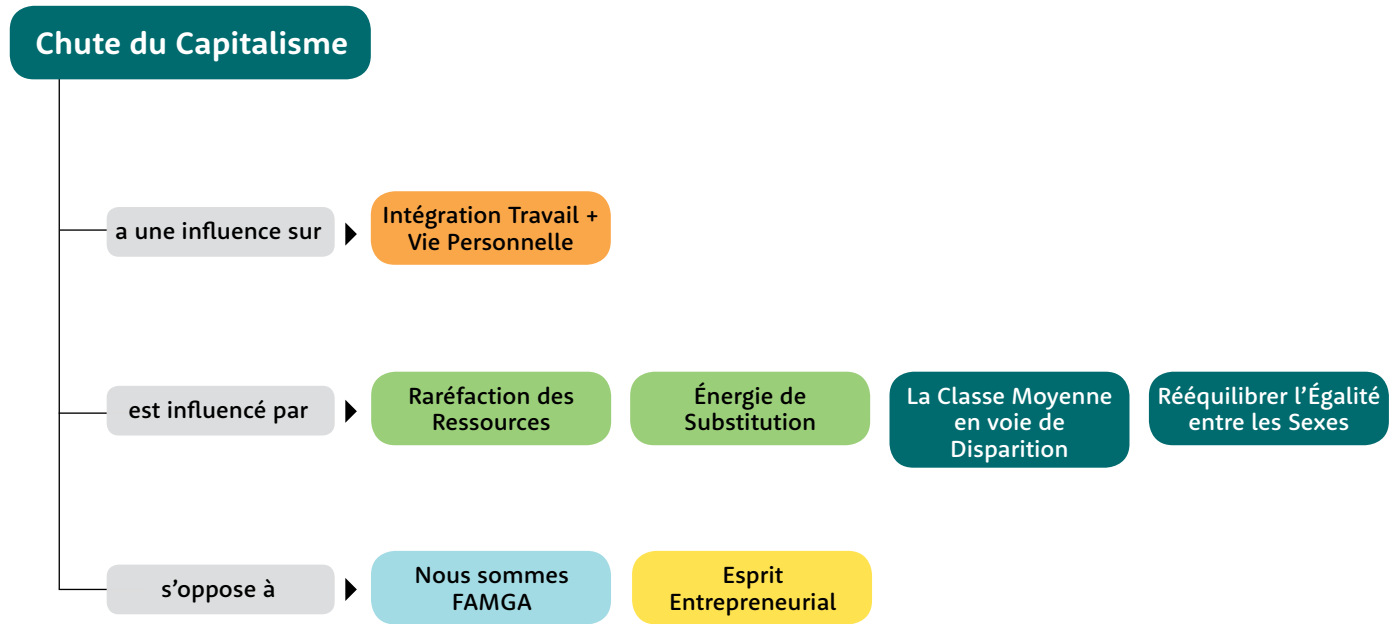 Chute du Capitalisme
a une influence sur
Intégration Travail +
Vie Personnelle
est influencé par
Raréfaction des
Ressources
Énergie de
Substitution
La Classe Moyenne
en voie de
Disparition
Rééquilibrer l’Égalité
entre les Sexes
s’oppose à
Nous sommes
FAMGA
Esprit
Entrepreneurial